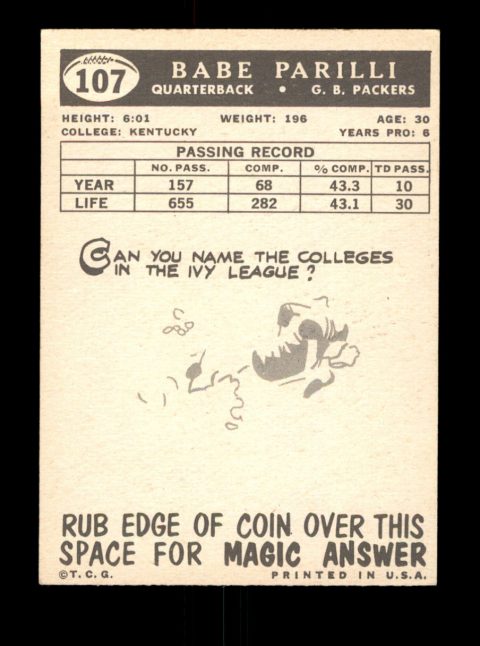 107
BABE PARILLI
QUARTERBACK • G. B. PACKERS
HEIGHT: 6:01 WEIGHT: 196 AGE: 30
COLLEGE: KENTUCKY YEARS PRO: 6
PASSING RECORD
NO. PASS. COMP. % COMP. TD PASS.
YEAR 157 68 43.3 10
LIFE 655 282 43.1 30
CAN YOU NAME THE COLLEGES
IN THE IVY LEAGUE?
RUB EDGE OF COIN OVER THIS
SPACE FOR MAGIC ANSWER
© T. C. G. PRINTED IN U.S.A.